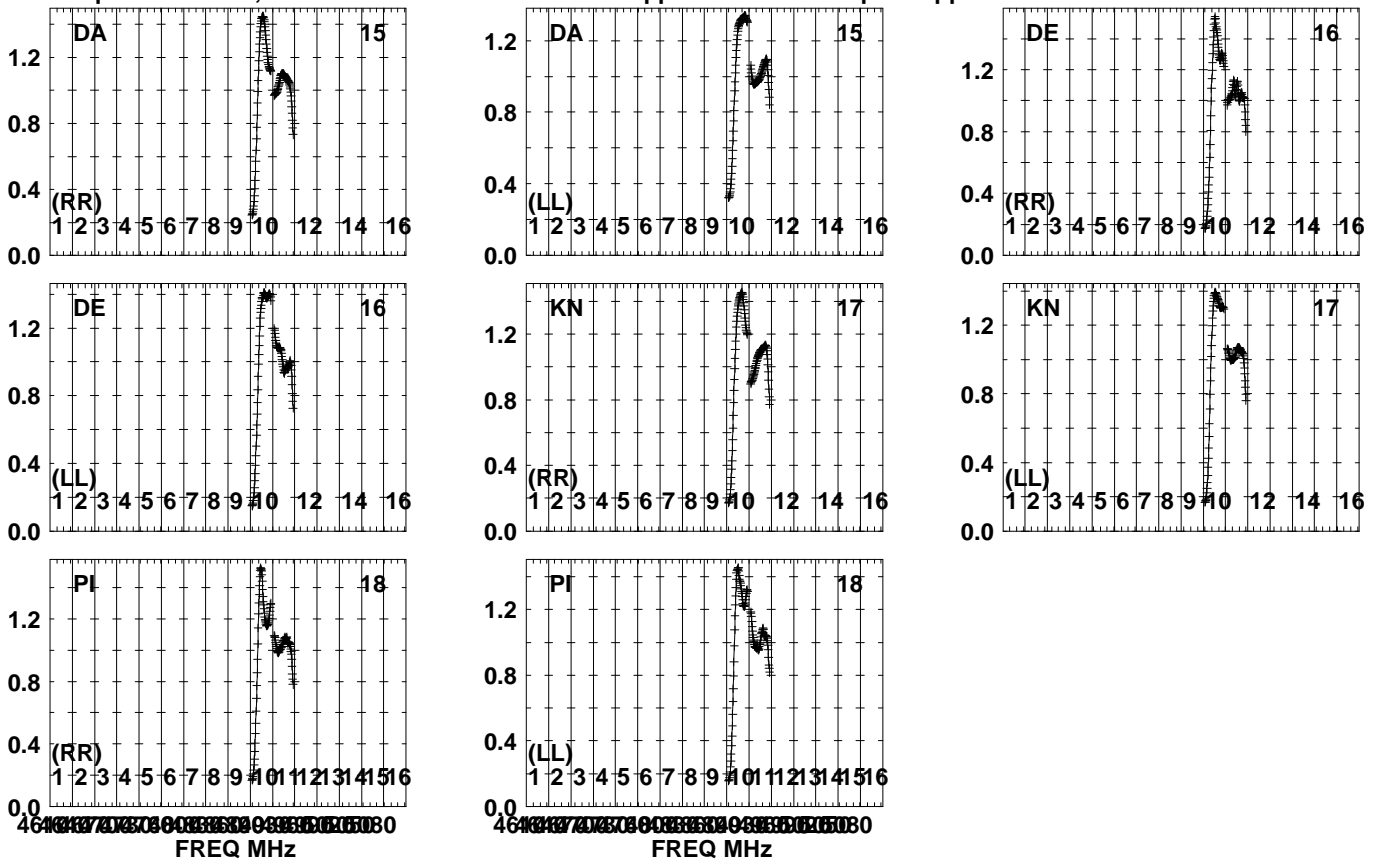 DA 15 DA 15 DE 16
1.2 1.2 1.2
0.8 0.8 0.8
0.4 0.4 0.4
(RR) (LL) (RR)
1 2 3 4 5 6 7 8 9 10 12 14 16 1 2 3 4 5 6 7 8 9 10 12 14 16 1 2 3 4 5 6 7 8 9 10 12 14 16
0.0 0.0 0.0
DE 16 KN 17 KN 17
1.2 1.2 1.2
0.8 0.8 0.8
0.4 0.4 0.4
(LL) (RR) (LL)
1 2 3 4 5 6 7 8 9 10 12 14 16 1 2 3 4 5 6 7 8 9 10 12 14 16 1 2 3 4 5 6 7 8 9 10 12 14 16
0.0 0.0 0.0
PI 18 PI 18
1.2 1.2
0.8 0.8
0.4 0.4
(RR) (LL)
1 2 3 4 5 6 7 8 9 10 11 12 13 14 15 16 1 2 3 4 5 6 7 8 9 10 11 12 13 14 15 16
0.0 0.0
FREQ MHz FREQ MHz